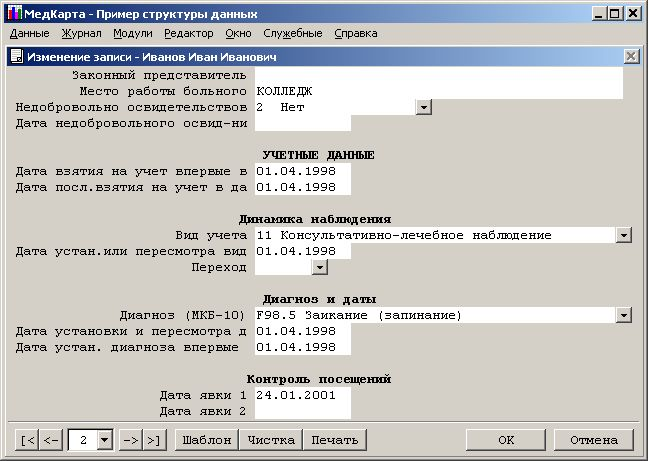 МедКарта - Пример структуры данных
Данные Журнал Модули Редактор Окно Служебные Справка
Изменение записи - Иванов Иван Иванович
Законный представитель
Место работы больного КОЛЛЕДЖ
Недобровольно освидетельствов 2 Нет
Дата недобровольного освид-ни
УЧЕТНЫЕ ДАННЫЕ
Дата взятия на учет впервые в 01.04.1998
Дата посл.взятия на учет в да 01.04.1998
Динамика наблюдения
Вид учета 11 Консультативно-лечебное наблюдение
Дата устан.или пересмотра вид 01.04.1998
Переход
Диагноз и даты
Диагноз (МКБ-10) F98.5 Заикание (запинание)
Дата установки и пересмотра д 01.04.1998
Дата устан. диагноза впервые 01.04.1998
Контроль посещений
Дата явки 1 24.01.2001
Дата явки 2
[< <- 2 -> >] Шаблон Чистка Печать OK Отмена